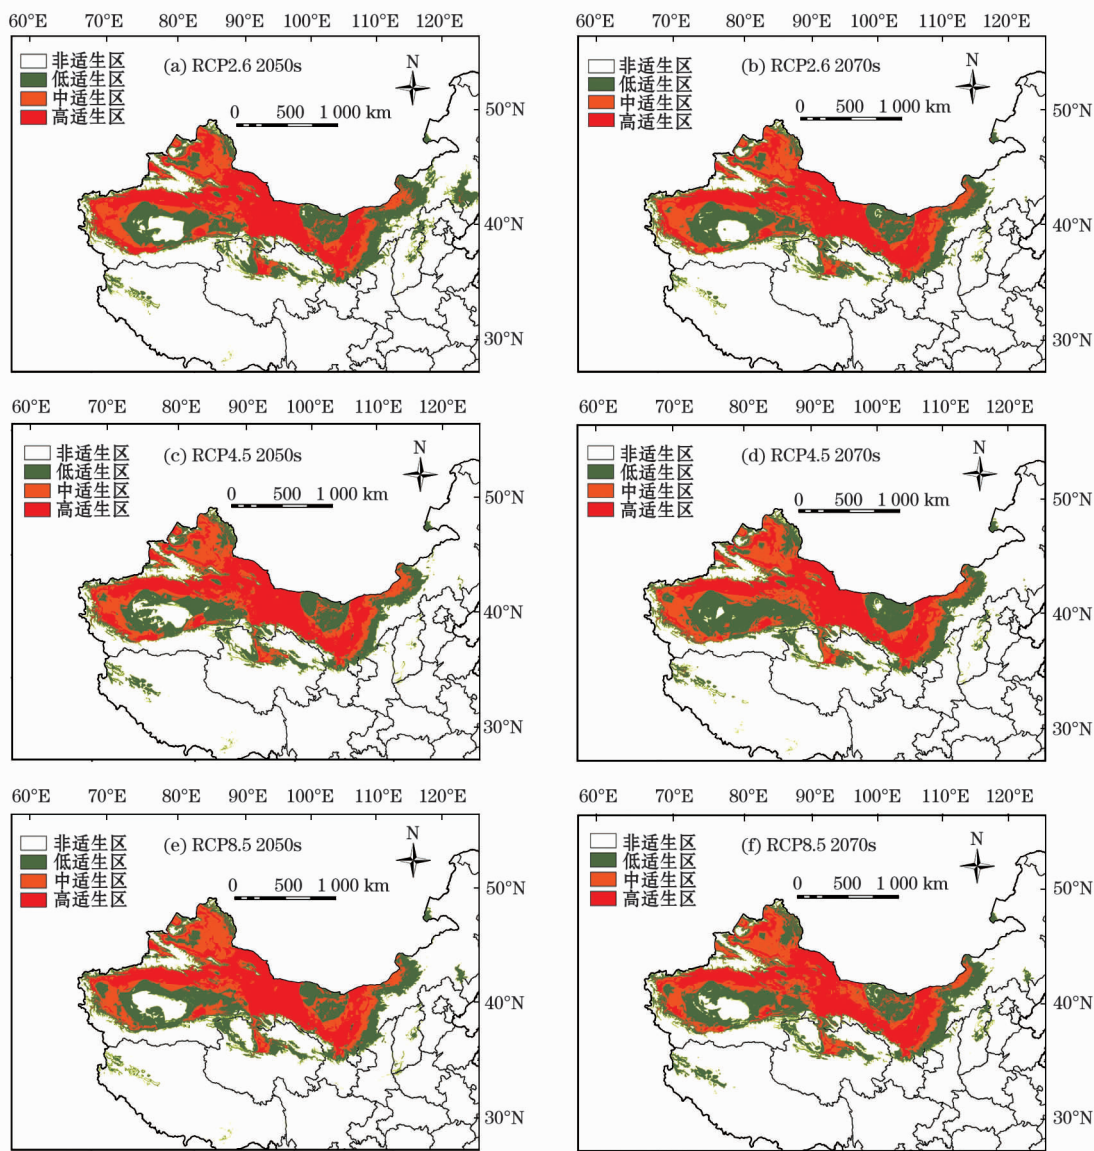 60°E 70°E 80°E 90°E 100°E 110°E 120°E
非适生区
低适生区
中适生区
高适生区
(a) RCP2.6 2050s
N
0 500 1 000 km
50°N
40°N
30°N
60°E 70°E 80°E 90°E 100°E 110°E 120°E
非适生区
低适生区
中适生区
高适生区
(b) RCP2.6 2070s
N
0 500 1 000 km
50°N
40°N
30°N
60°E 70°E 80°E 90°E 100°E 110°E 120°E
非适生区
低适生区
中适生区
高适生区
(c) RCP4.5 2050s
N
0 500 1 000 km
50°N
40°N
30°N
60°E 70°E 80°E 90°E 100°E 110°E 120°E
非适生区
低适生区
中适生区
高适生区
(d) RCP4.5 2070s
N
0 500 1 000 km
50°N
40°N
30°N
60°E 70°E 80°E 90°E 100°E 110°E 120°E
非适生区
低适生区
中适生区
高适生区
(e) RCP8.5 2050s
N
0 500 1 000 km
50°N
40°N
30°N
60°E 70°E 80°E 90°E 100°E 110°E 120°E
非适生区
低适生区
中适生区
高适生区
(f) RCP8.5 2070s
N
0 500 1 000 km
50°N
40°N
30°N